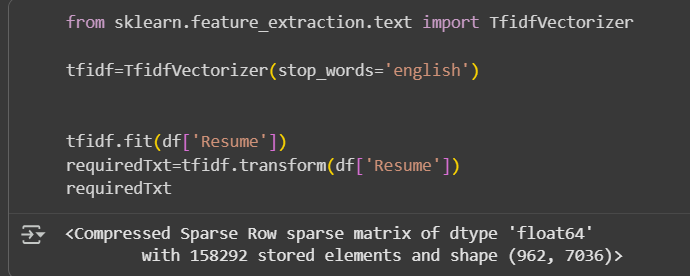 from sklearn.feature_extraction.text import TfidfVectorizer
tfidf=TfidfVectorizer(stop_words='english')
tfidf.fit(df['Resume'])
requiredTxt=tfidf.transform(df['Resume'])
requiredTxt
<Compressed Sparse Row sparse matrix of dtype 'float64'
with 158292 stored elements and shape (962, 7036)>